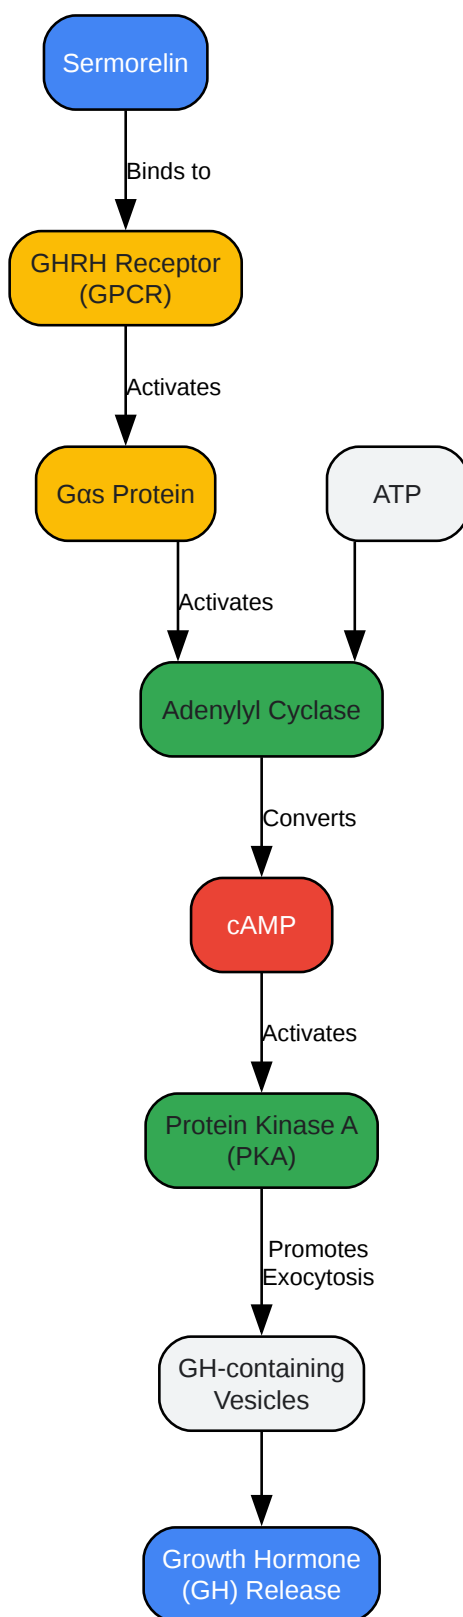 Sermorelin
Binds to
GHRH Receptor
(GPCR)
Activates
Gαs Protein
ATP
Activates
Adenylyl Cyclase
Converts
cAMP
Activates
Protein Kinase A
(PKA)
Promotes
Exocytosis
GH-containing
Vesicles
Growth Hormone
(GH) Release